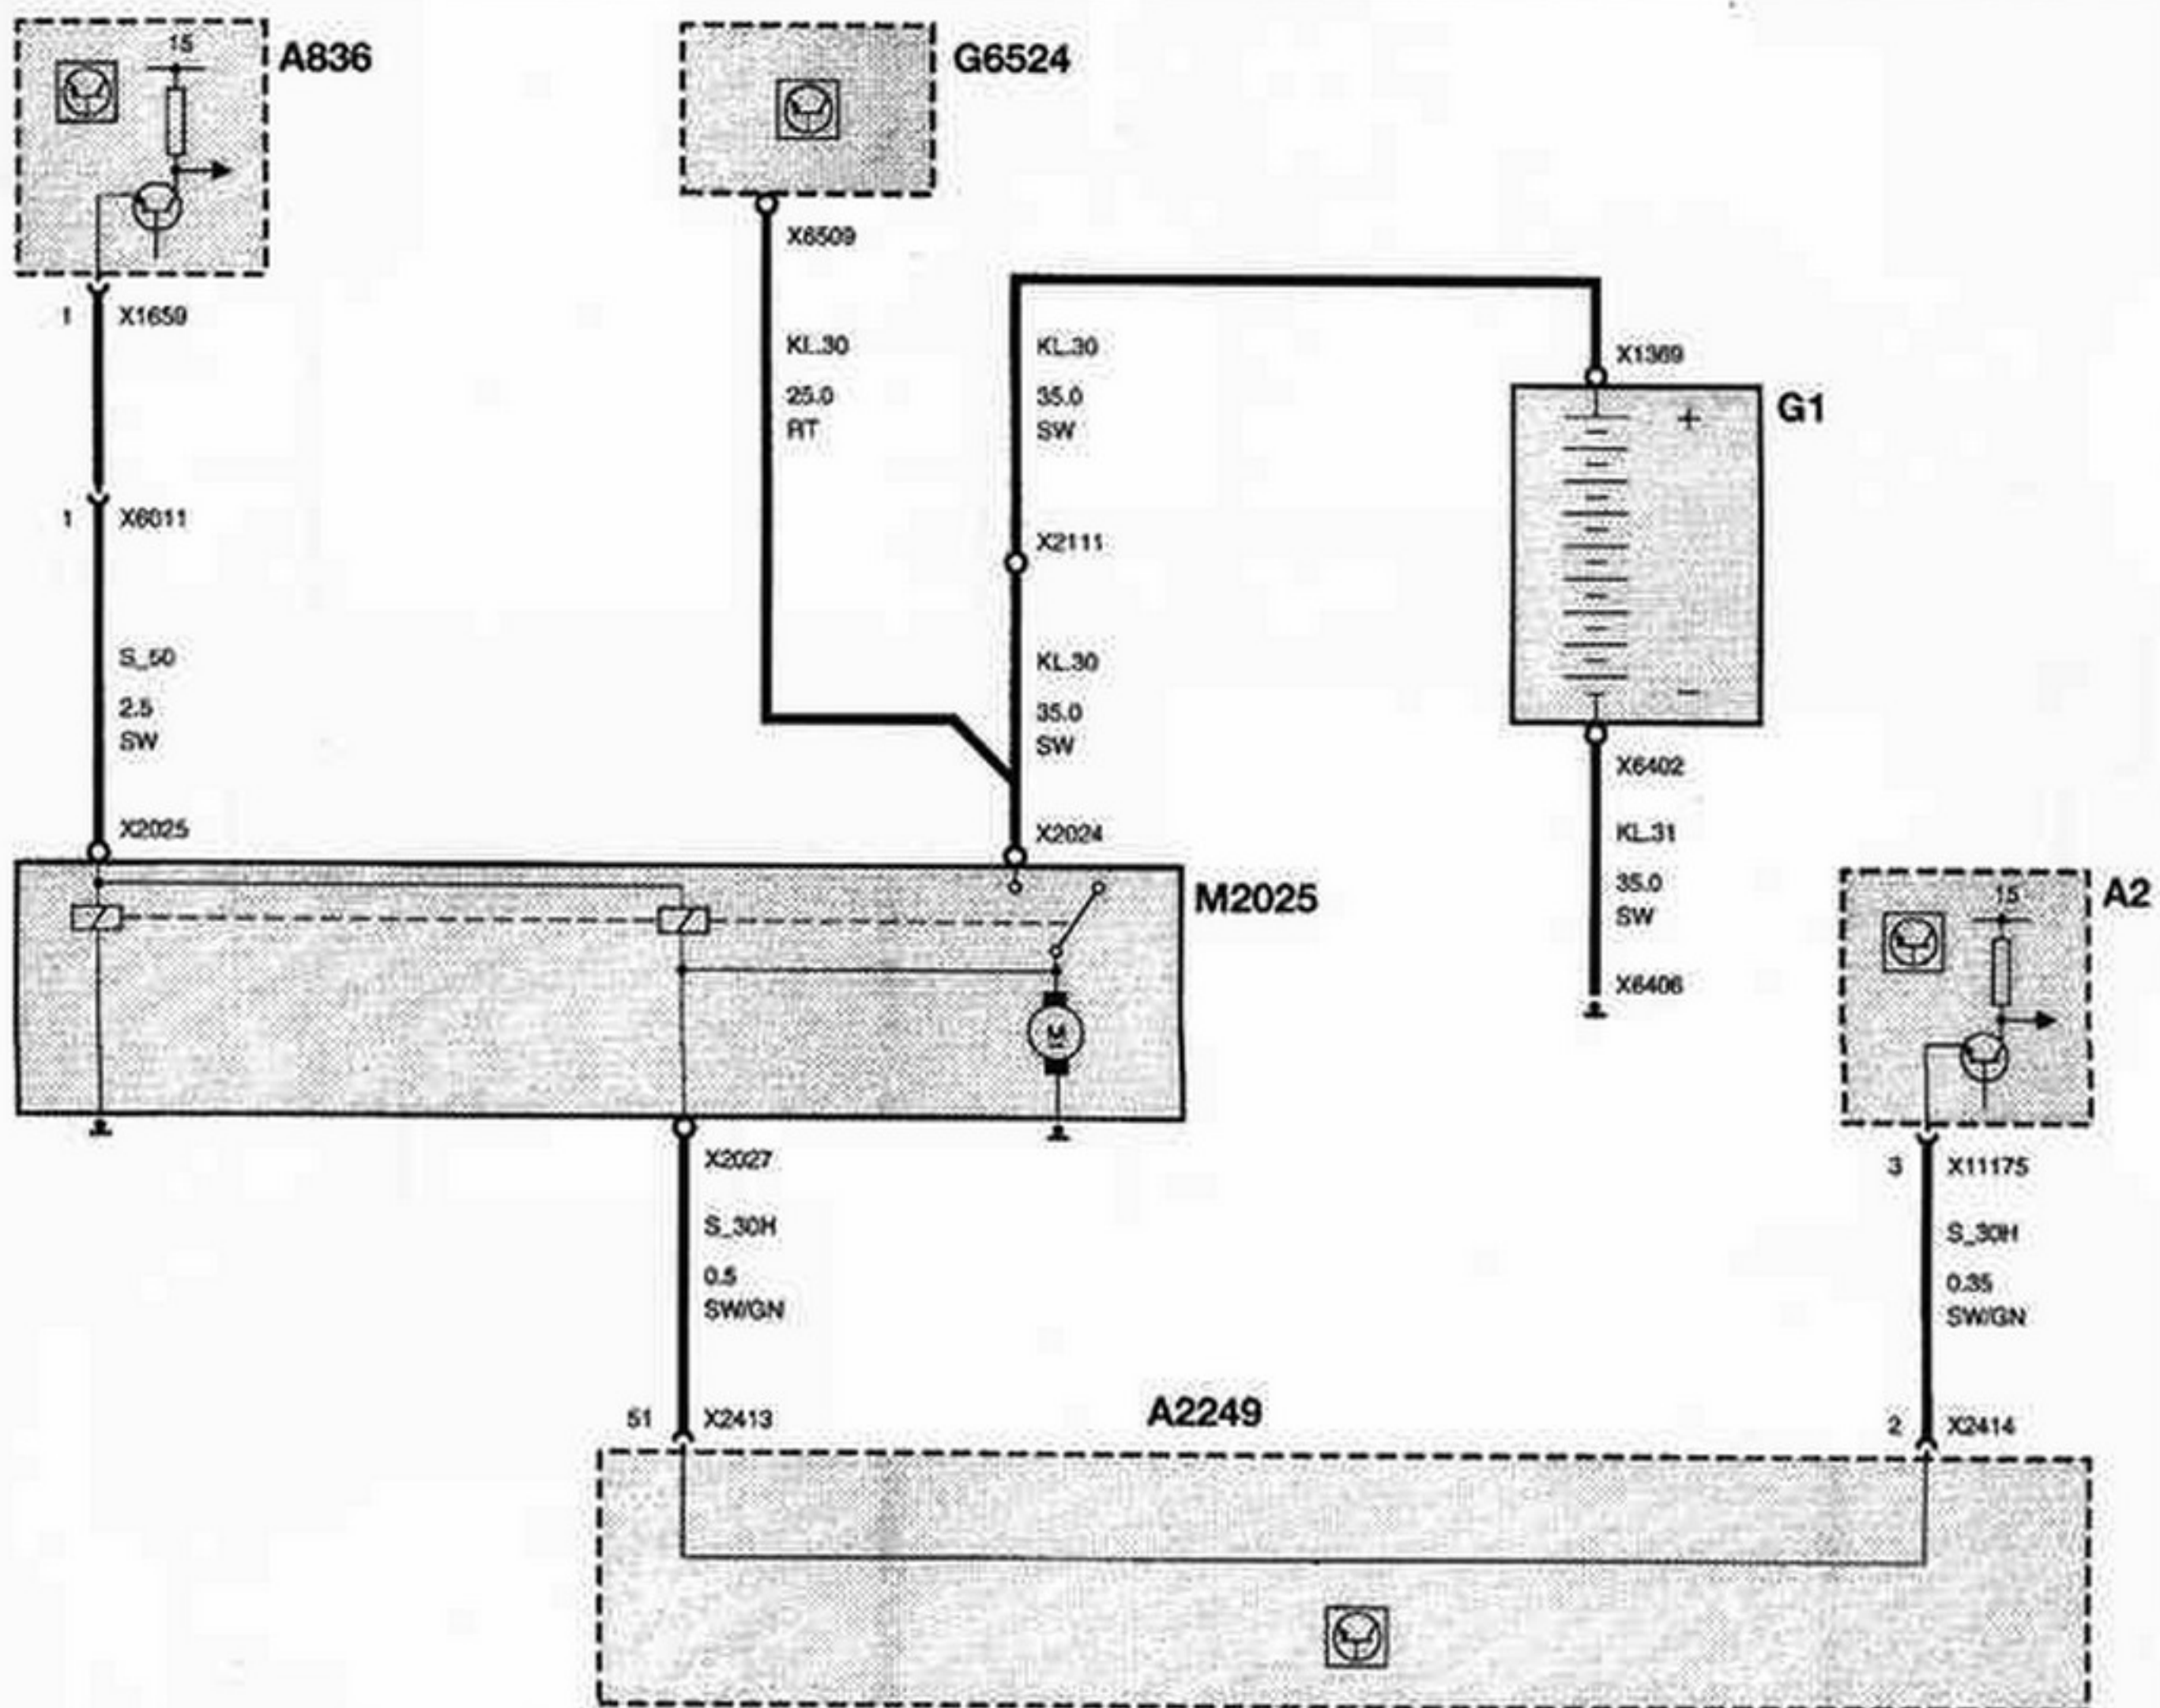 15
A836
G6524
X6509
1 X1659
KL.30
25.0
RT
KL.30
35.0
SW
X1369
+
G1
-
1 X6011
X2111
S_50
2.5
SW
KL.30
35.0
SW
X6402
KL.31
35.0
SW
X6406
X2025
X2024
M2025
M
15
A2
X2027
S_30H
0.5
SW/GN
3 X11175
S_30H
0.35
SW/GN
51 X2413
A2249
2 X2414